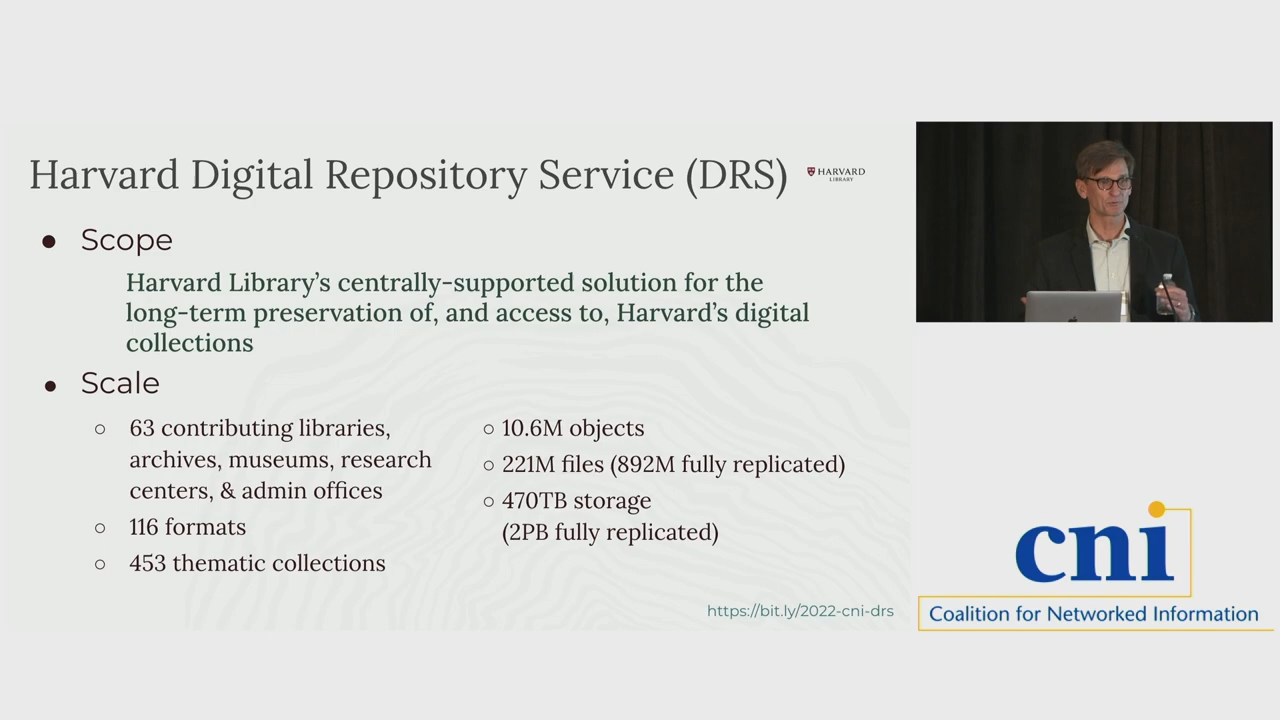 Harvard Digital Repository Service (DRS)
HARVARD
LIBRARY
● Scope
Harvard Library's centrally-supported solution for the
long-term preservation of, and access to, Harvard's digital
collections
● Scale
○ 63 contributing libraries,
archives, museums, research
centers, & admin offices
○ 116 formats
○ 453 thematic collections
○ 10.6M objects
○ 221M files (892M fully replicated)
○ 470TB storage
(2PB fully replicated)
https://bit.ly/2022-cni-drs
cni
Coalition for Networked Information